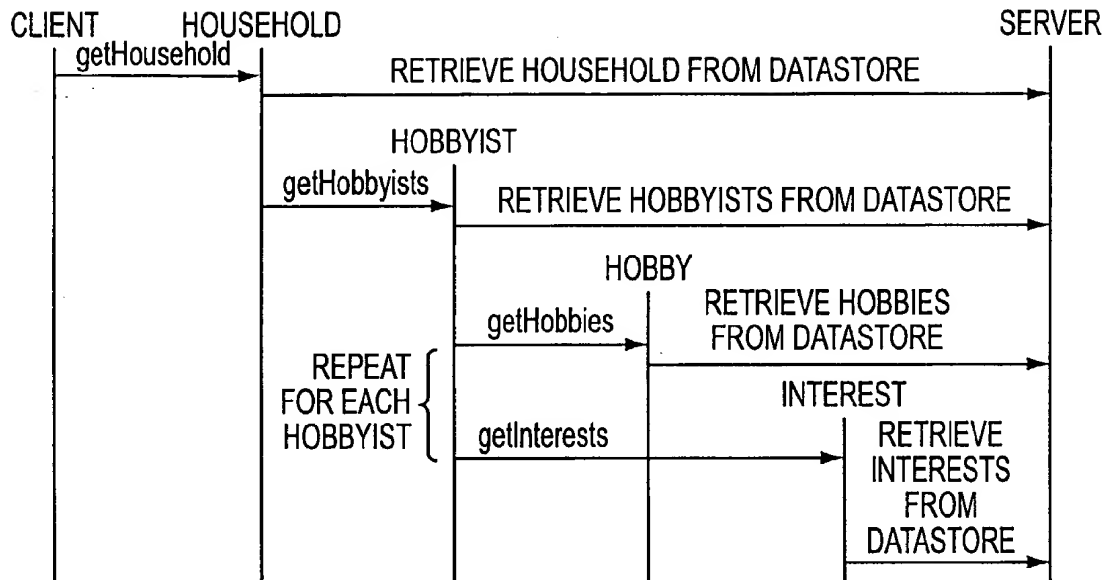 CLIENT
HOUSEHOLD
SERVER
getHousehold
RETRIEVE HOUSEHOLD FROM DATASTORE
HOBBYIST
getHobbyists
RETRIEVE HOBBYISTS FROM DATASTORE
HOBBY
getHobbies
RETRIEVE HOBBIES
FROM DATASTORE
REPEAT
FOR EACH
HOBBYIST
INTEREST
getInterests
RETRIEVE
INTERESTS
FROM
DATASTORE